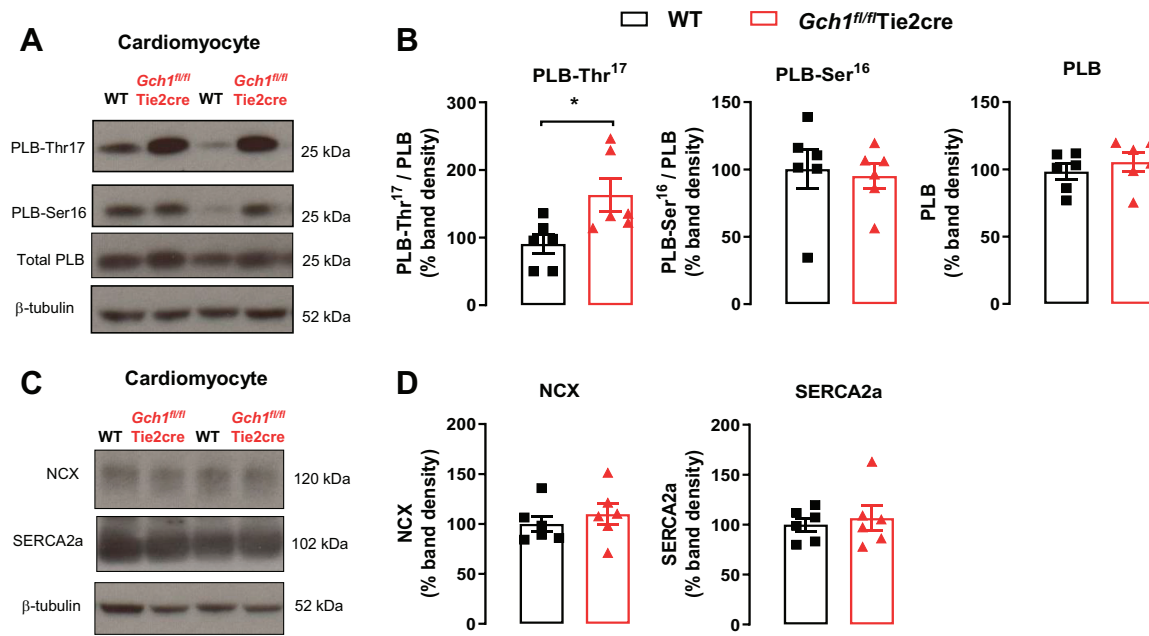 WT Gch1fl/flTie2cre
A
Cardiomyocyte
Gch1fl/fl Gch1fl/fl
WT Tie2cre WT Tie2cre
PLB-Thr17 25 kDa
PLB-Ser16 25 kDa
Total PLB 25 kDa
β-tubulin 52 kDa
B
PLB-Thr17
PLB-Thr17 / PLB
(% band density)
300
200
100
0
*
PLB-Ser16
PLB-Ser16 / PLB
(% band density)
150
100
50
0
PLB
PLB
(% band density)
150
100
50
0
C
Cardiomyocyte
Gch1fl/fl Gch1fl/fl
WT Tie2cre WT Tie2cre
NCX 120 kDa
SERCA2a 102 kDa
β-tubulin 52 kDa
D
NCX
NCX
(% band density)
200
150
100
50
0
SERCA2a
SERCA2a
(% band density)
200
150
100
50
0